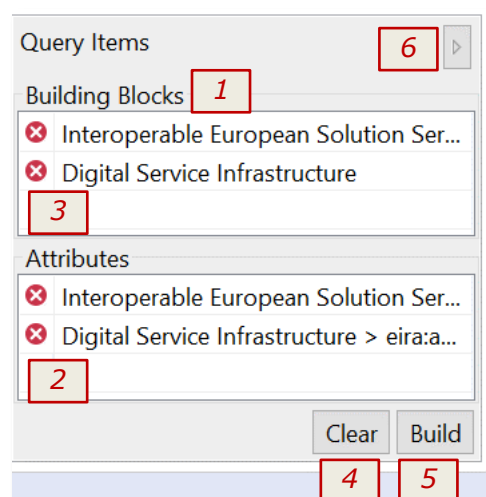 Query Items 6
Building Blocks 1
Interoperable European Solution Ser...
Digital Service Infrastructure
3
Attributes
Interoperable European Solution Ser...
Digital Service Infrastructure > eira:a...
2
Clear Build
4 5